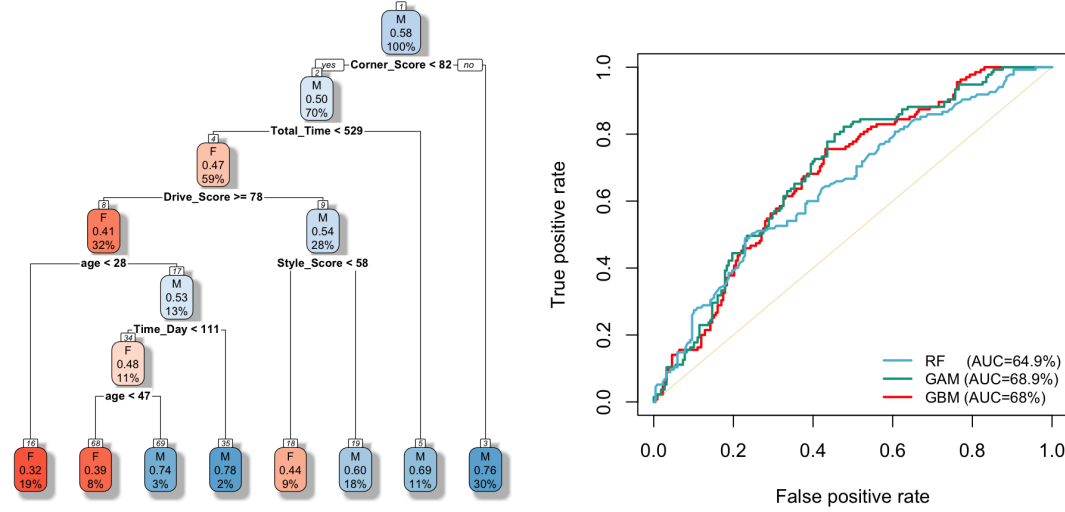 1
M
0.58
100%
yes Corner_Score < 82 no
2
M
0.50
70%
Total_Time < 529
4
F
0.47
59%
Drive_Score >= 78
8
F
0.41
32%
9
M
0.54
28%
age < 28
Style_Score < 58
17
M
0.53
13%
Time_Day < 111
34
F
0.48
11%
age < 47
16
F
0.32
19%
68
F
0.39
8%
69
M
0.74
3%
35
M
0.78
2%
18
F
0.44
9%
19
M
0.60
18%
5
M
0.69
11%
3
M
0.76
30%
True positive rate
1.0
0.8
0.6
0.4
0.2
0.0
RF (AUC=64.9%)
GAM (AUC=68.9%)
GBM (AUC=68%)
0.0 0.2 0.4 0.6 0.8 1.0
False positive rate